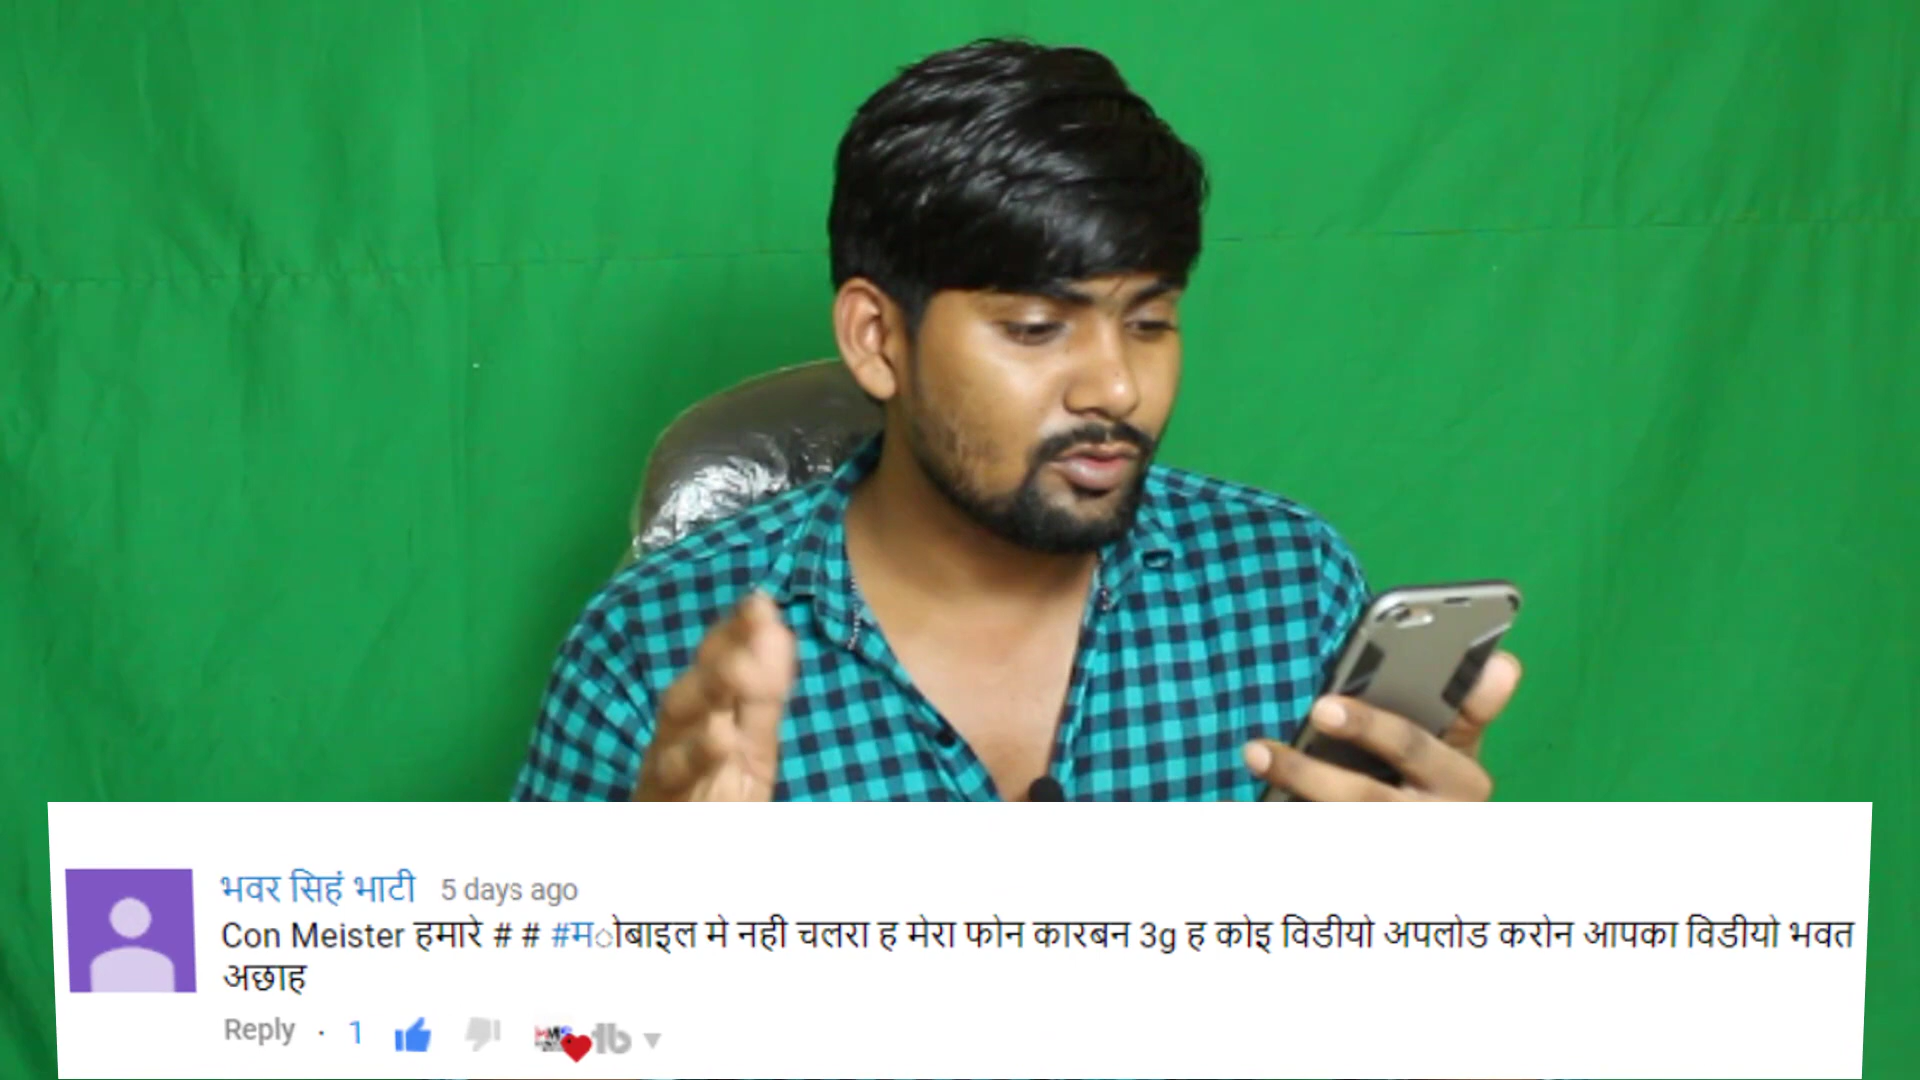 भवर सिहं भाटी 5 days ago
Con Meister हमारे # # #मोबाइल मे नही चलरा ह मेरा फोन कारबन 3g ह कोइ विडीयो अपलोड करोन आपका विडीयो भवत
अछाह
Reply · 1